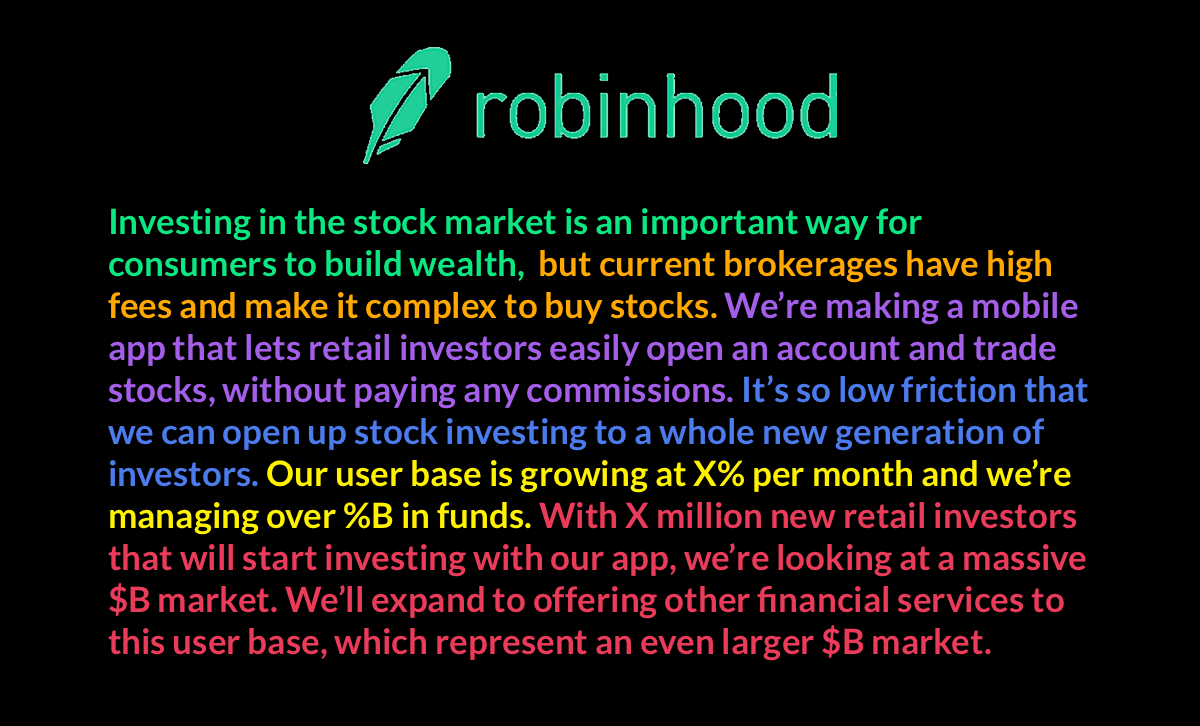 robinhood
Investing in the stock market is an important way for
consumers to build wealth,  but current brokerages have high
fees and make it complex to buy stocks. We’re making a mobile
app that lets retail investors easily open an account and trade
stocks, without paying any commissions. It’s so low friction that
we can open up stock investing to a whole new generation of
investors. Our user base is growing at X% per month and we’re
managing over %B in funds. With X million new retail investors
that will start investing with our app, we’re looking at a massive
$B market. We’ll expand to offering other financial services to
this user base, which represent an even larger $B market.